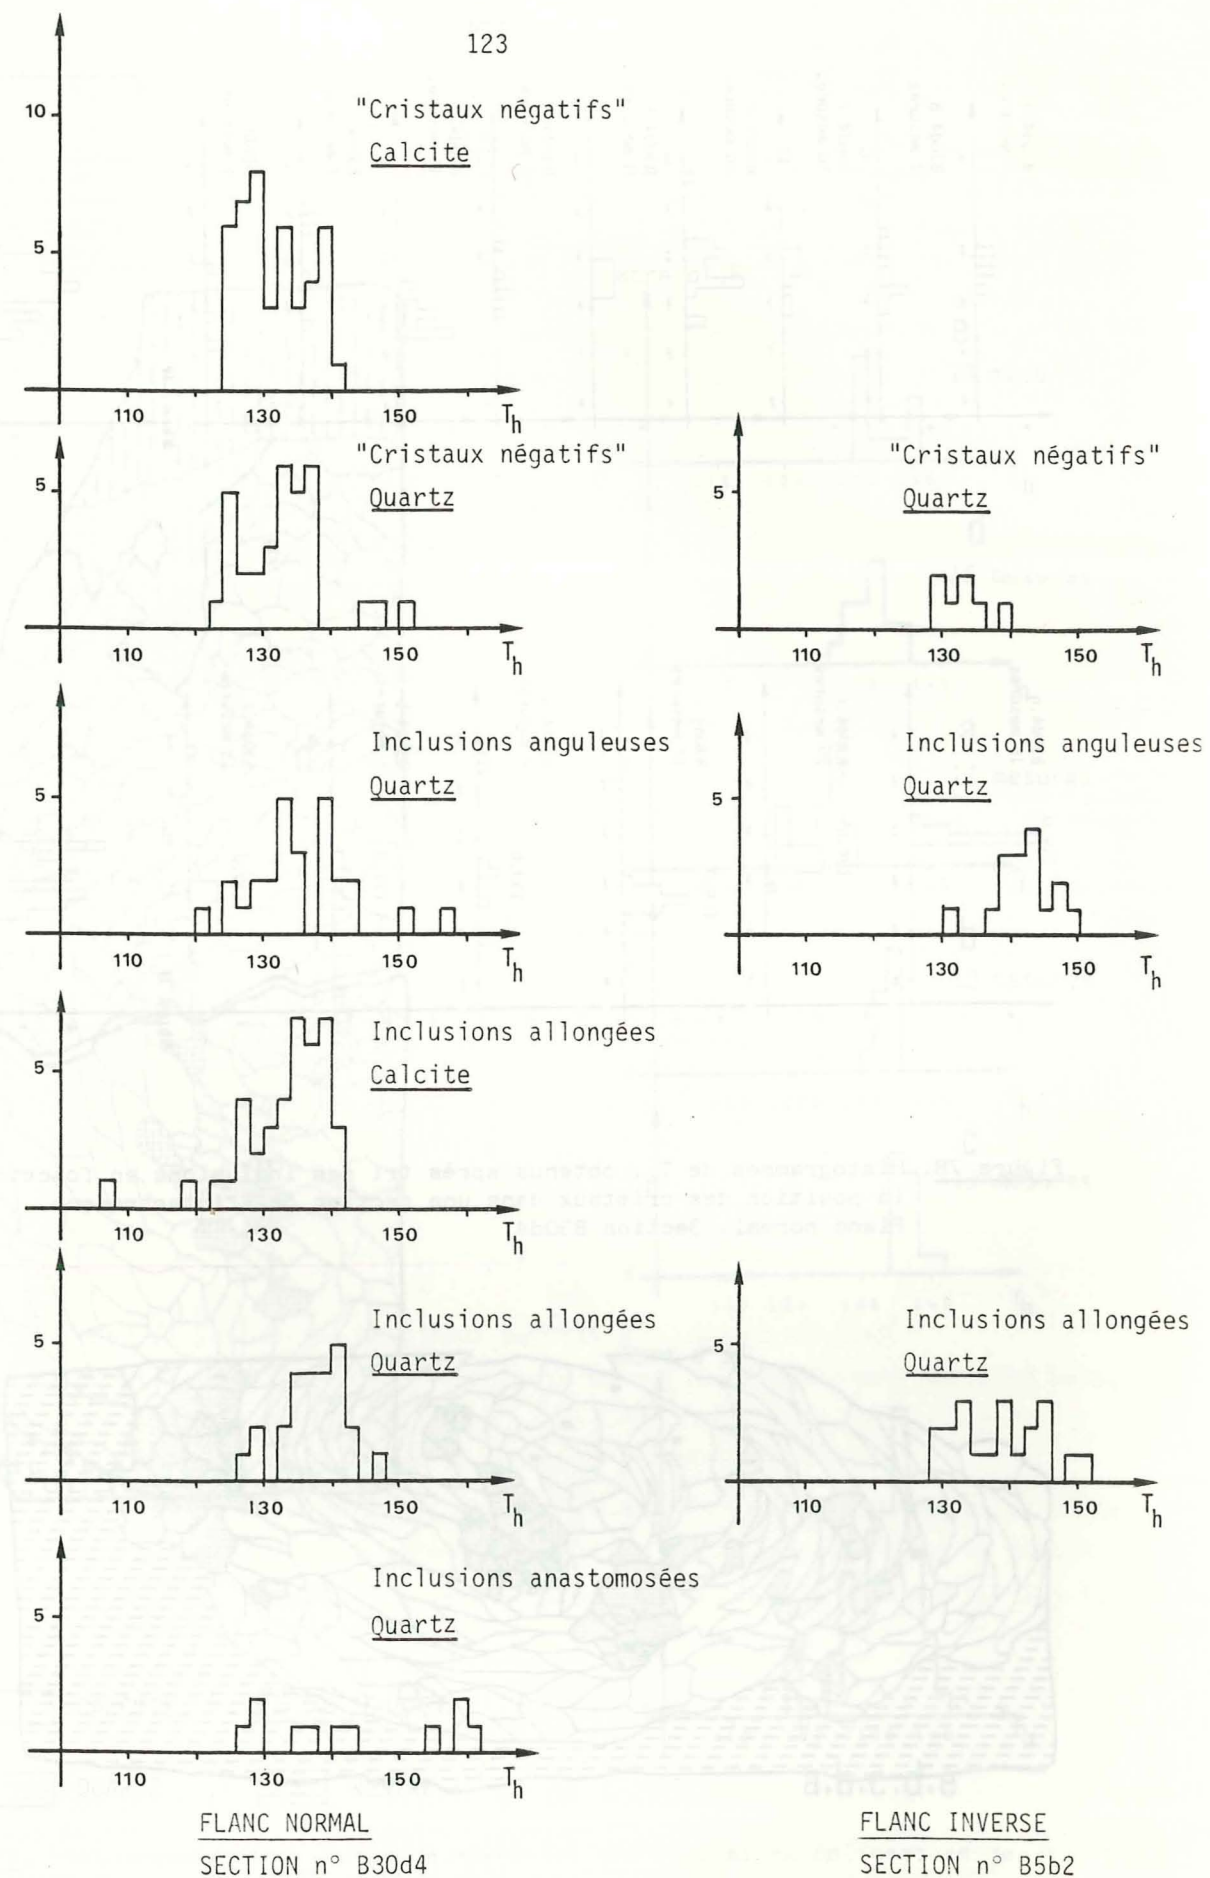 123
10
"Cristaux négatifs"
Calcite
5
110 130 150 Th
"Cristaux négatifs"
5
Quartz
110 130 150 Th
"Cristaux négatifs"
5
Quartz
110 130 150 Th
Inclusions anguleuses
Quartz
5
110 130 150 Th
Inclusions anguleuses
Quartz
5
110 130 150 Th
Inclusions allongées
5
Calcite
110 130 150 Th
Inclusions allongées
5
Quartz
110 130 150 Th
Inclusions allongées
5
Quartz
110 130 150 Th
Inclusions anastomosées
5
Quartz
110 130 150 Th
FLANC NORMAL
SECTION n° B30d4
FLANC INVERSE
SECTION n° B5b2